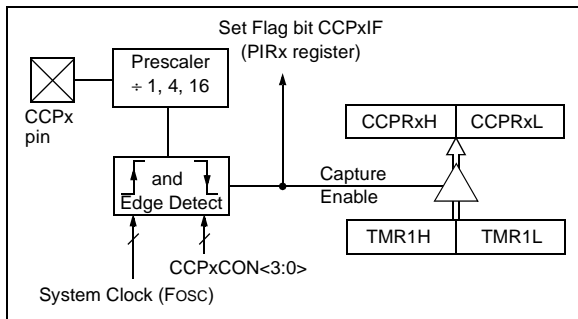 Set Flag bit CCPxIF
(PIRx register)
Prescaler
÷ 1, 4, 16
CCPx
pin
CCPRxH
CCPRxL
and
Edge Detect
Capture
Enable
TMR1H
TMR1L
CCPxCON<3:0>
System Clock (FOSC)